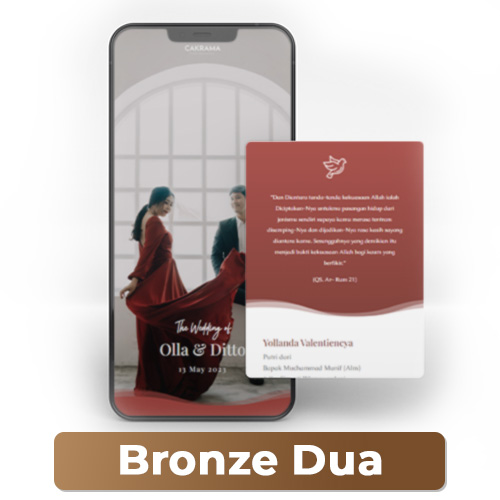 CAKRAMA
The Wedding of
Olla & Ditto
13 May 2023
"Dan Diantara tanda-tanda kekuasaan Allah ialah
Diciptakan-Nya untukmu pasangan hidup dari
jenismu sendiri supaya kamu merasa tentram
disamping-Nya dan dijadikan-Nya rasa kasih sayang
diantara kamu. Sesungguhnya yang demikian itu
menjadi bukti kekuasaan Allah bagi kaum yang
berfikir."
(QS. Ar-Rum 21)
Yollanda Valentiencya
Putri dari
Bapak Mochammad Munif (Alm)
Bronze Dua